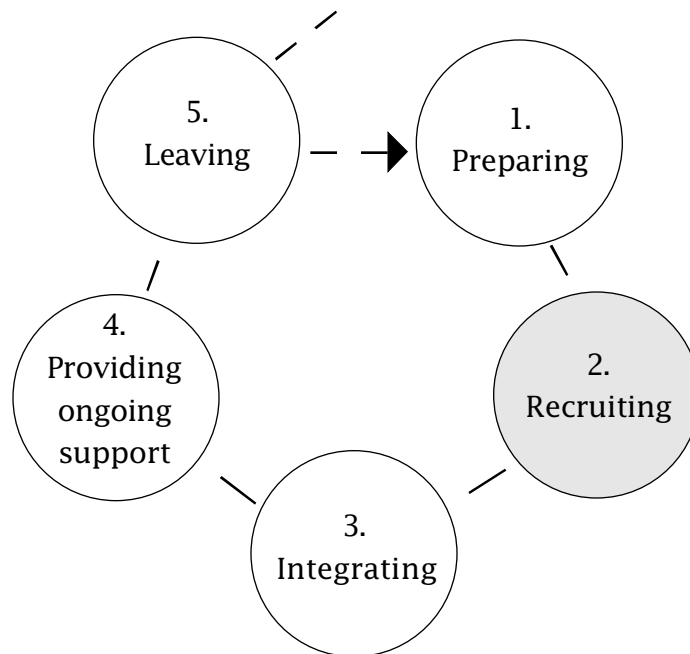 1.
Preparing
2.
Recruiting
3.
Integrating
4.
Providing
ongoing
support
5.
Leaving